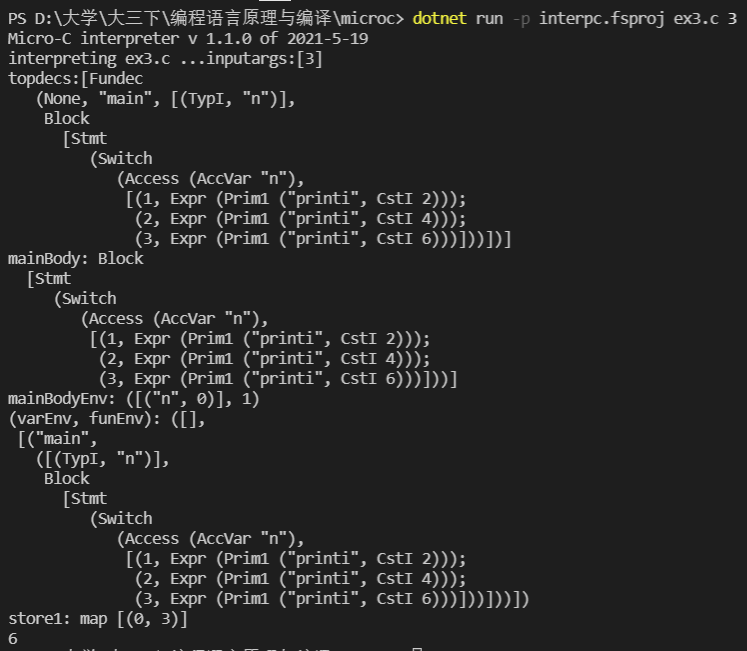 PS D:\大学\大三下\编程语言原理与编译\microc> dotnet run -p interpc.fsproj ex3.c 3
Micro-C interpreter v 1.1.0 of 2021-5-19
interpreting ex3.c ...inputargs:[3]
topdecs:[Fundec
   (None, "main", [(TypI, "n")],
    Block
      [Stmt
         (Switch
            (Access (AccVar "n"),
             [(1, Expr (Prim1 ("printi", CstI 2)));
              (2, Expr (Prim1 ("printi", CstI 4)));
              (3, Expr (Prim1 ("printi", CstI 6)))]))])]
mainBody: Block
  [Stmt
     (Switch
        (Access (AccVar "n"),
         [(1, Expr (Prim1 ("printi", CstI 2)));
          (2, Expr (Prim1 ("printi", CstI 4)));
          (3, Expr (Prim1 ("printi", CstI 6)))]))]
mainBodyEnv: ([("n", 0)], 1)
(varEnv, funEnv): ([],
 [("main",
   ([(TypI, "n")],
    Block
      [Stmt
         (Switch
            (Access (AccVar "n"),
             [(1, Expr (Prim1 ("printi", CstI 2)));
              (2, Expr (Prim1 ("printi", CstI 4)));
              (3, Expr (Prim1 ("printi", CstI 6)))]))]))])
store1: map [(0, 3)]
6